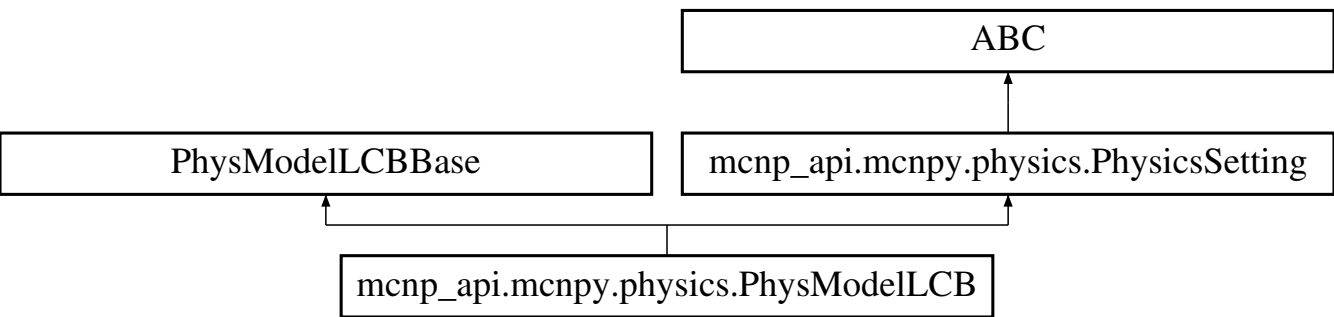 ABC
PhysModelLCBBase
mcnp_api.mcnpy.physics.PhysicsSetting
mcnp_api.mcnpy.physics.PhysModelLCB